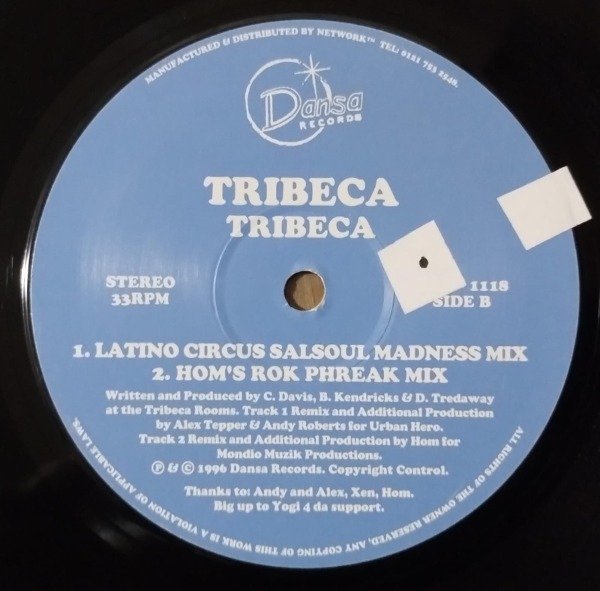 MANUFACTURED & DISTRIBUTED BY NETWORK™ TEL: 0121 753 2548.
Dansa
RECORDS
TRIBECA
TRIBECA
STEREO
33RPM
1118
SIDE B
1. LATINO CIRCUS SALSOUL MADNESS MIX
2. HOM'S ROK PHREAK MIX
Written and Produced by C. Davis, B. Kendricks & D. Tredaway
at the Tribeca Rooms. Track 1 Remix and Additional Production
by Alex Tepper & Andy Roberts for Urban Hero.
Track 2 Remix and Additional Production by Hom for
Mondio Muzik Productions.
℗ & © 1996 Dansa Records. Copyright Control.
Thanks to: Andy and Alex, Xen, Hom.
Big up to Yogi 4 da support.
ALL RIGHTS OF THE OWNER RESERVED, ANY COPYING OF THIS WORK IS A VIOLATION OF APPLICABLE LAWS.